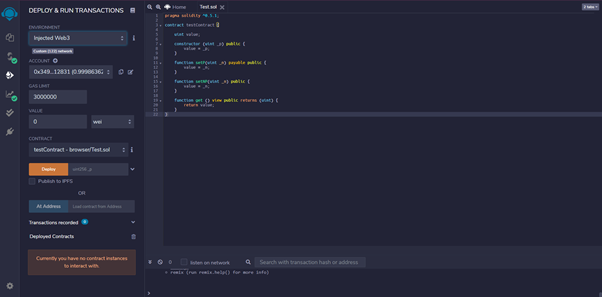 DEPLOY & RUN TRANSACTIONS
ENVIRONMENT
Injected Web3
Custom (123) network
ACCOUNT
0x349...12831 (0.99986362
GAS LIMIT
3000000
VALUE
0
wei
CONTRACT
testContract - browser/Test.sol
Deploy
uint256 _p
Publish to IPFS
OR
At Address
Load contract from Address
Transactions recorded
Deployed Contracts
Currently you have no contract instances
to interact with.
Home
Test.sol
2 tabs
pragma solidity ^0.5.1;
contract testContract {
uint value;
constructor (uint _p) public {
value = _p;
}
function setP(uint _n) payable public {
value = _n;
}
function setNP(uint _n) public {
value = _n;
}
function get () view public returns (uint) {
return value;
}
}
0
listen on network
Search with transaction hash or address
> remix (run remix.help() for more info)
>